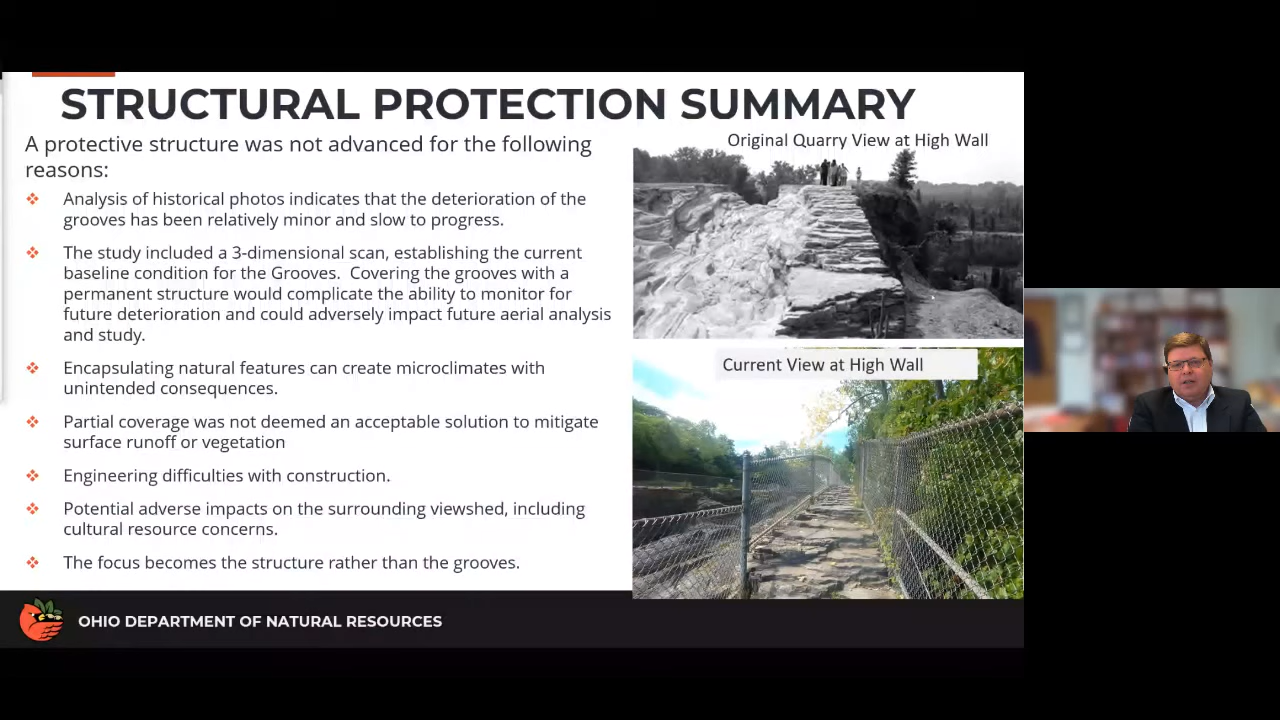 STRUCTURAL PROTECTION SUMMARY
A protective structure was not advanced for the following
reasons:
Analysis of historical photos indicates that the deterioration of the
grooves has been relatively minor and slow to progress.
The study included a 3-dimensional scan, establishing the current
baseline condition for the Grooves. Covering the grooves with a
permanent structure would complicate the ability to monitor for
future deterioration and could adversely impact future aerial analysis
and study.
Encapsulating natural features can create microclimates with
unintended consequences.
Partial coverage was not deemed an acceptable solution to mitigate
surface runoff or vegetation
Engineering difficulties with construction.
Potential adverse impacts on the surrounding viewshed, including
cultural resource concerns.
The focus becomes the structure rather than the grooves.
Original Quarry View at High Wall
Current View at High Wall
OHIO DEPARTMENT OF NATURAL RESOURCES